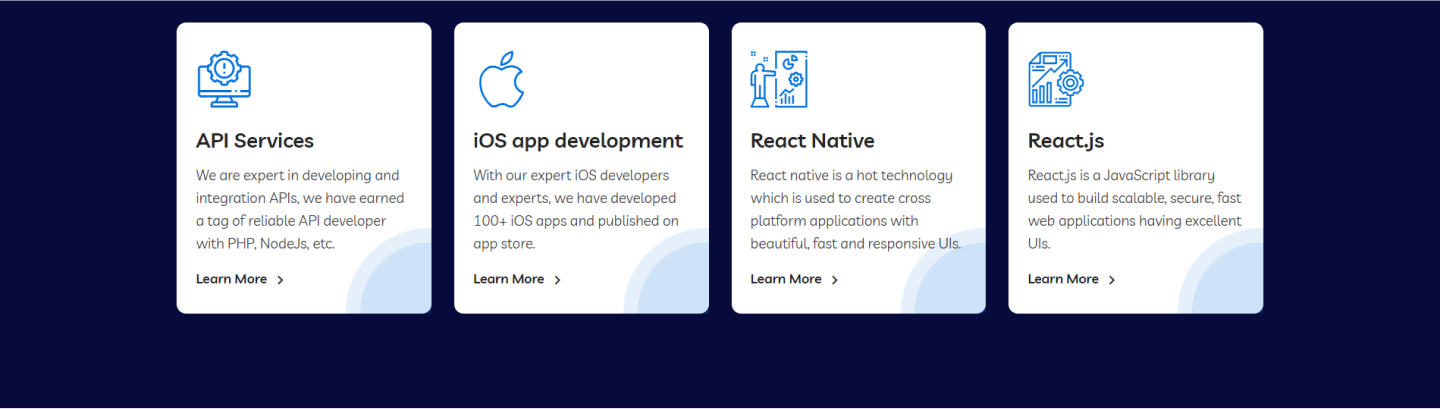 API Services
We are expert in developing and
integration APIs, we have earned
a tag of reliable API developer
with PHP, NodeJs, etc.
Learn More
iOS app development
With our expert iOS developers
and experts, we have developed
100+ iOS apps and published on
app store.
Learn More
React Native
React native is a hot technology
which is used to create cross
platform applications with
beautiful, fast and responsive UIs.
Learn More
React.js
React.js is a JavaScript library
used to build scalable, secure, fast
web applications having excellent
UIs.
Learn More